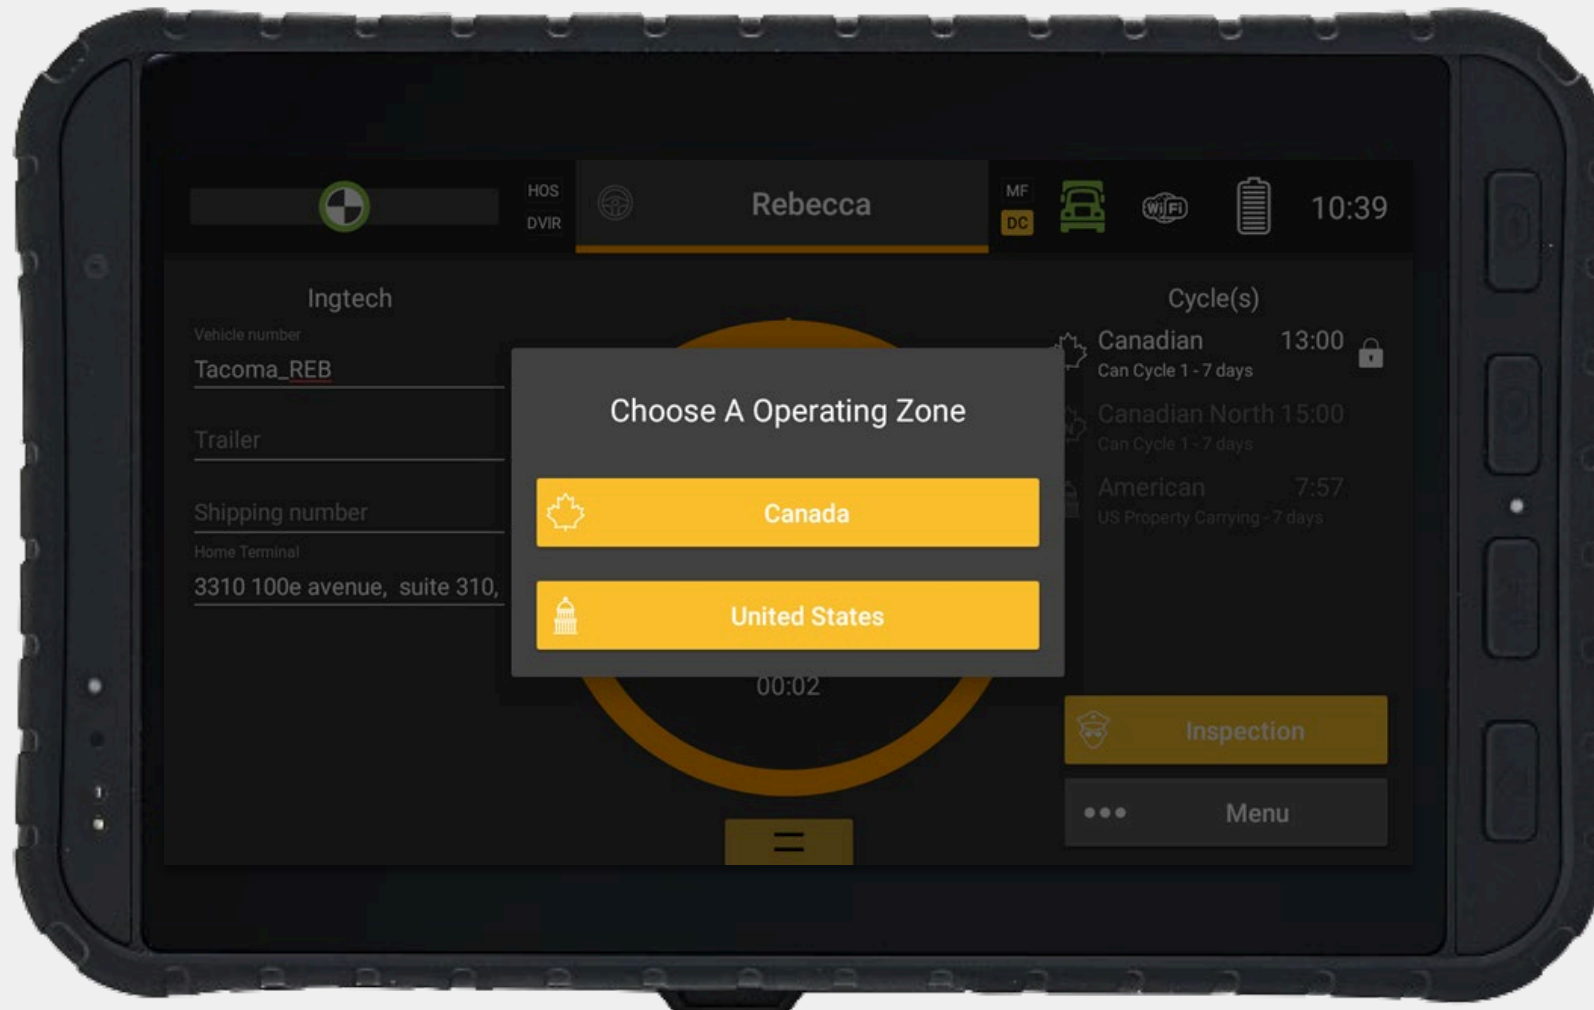 HOS
DVIR
Rebecca
MF
DC
WiFi
10:39
Ingtech
Vehicle number
Tacoma_REB
Trailer
Shipping number
Home Terminal
3310 100e avenue, suite 310,
Choose A Operating Zone
Canada
United States
00:02
Cycle(s)
Canadian 13:00
Can Cycle 1 - 7 days
N
Canadian North 15:00
Can Cycle 1 - 7 days
American 7:57
US Property Carrying - 7 days
Inspection
Menu